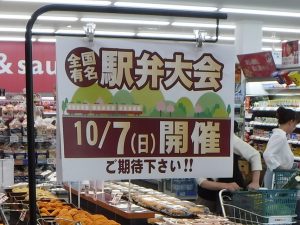 全国
有名
駅弁大会
10/7(日)開催
ご期待下さい!!
& sau